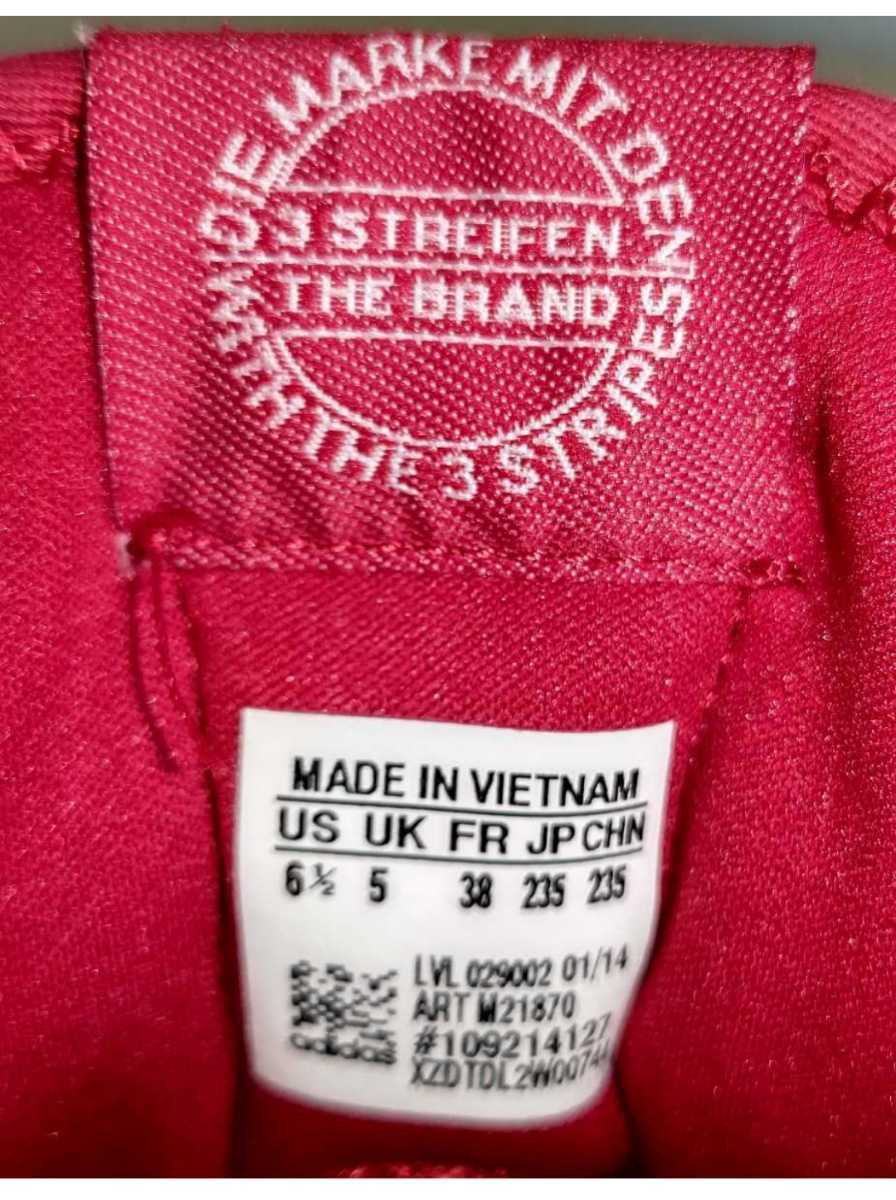 DIE MARKE MIT DEN
3 STREIFEN
THE BRAND
WITH THE 3 STRIPES
MADE IN VIETNAM
US UK FR JP CHN
6½ 5 38 235 235
LVL 029002 01/14
ART M21870
adidas
#109214127